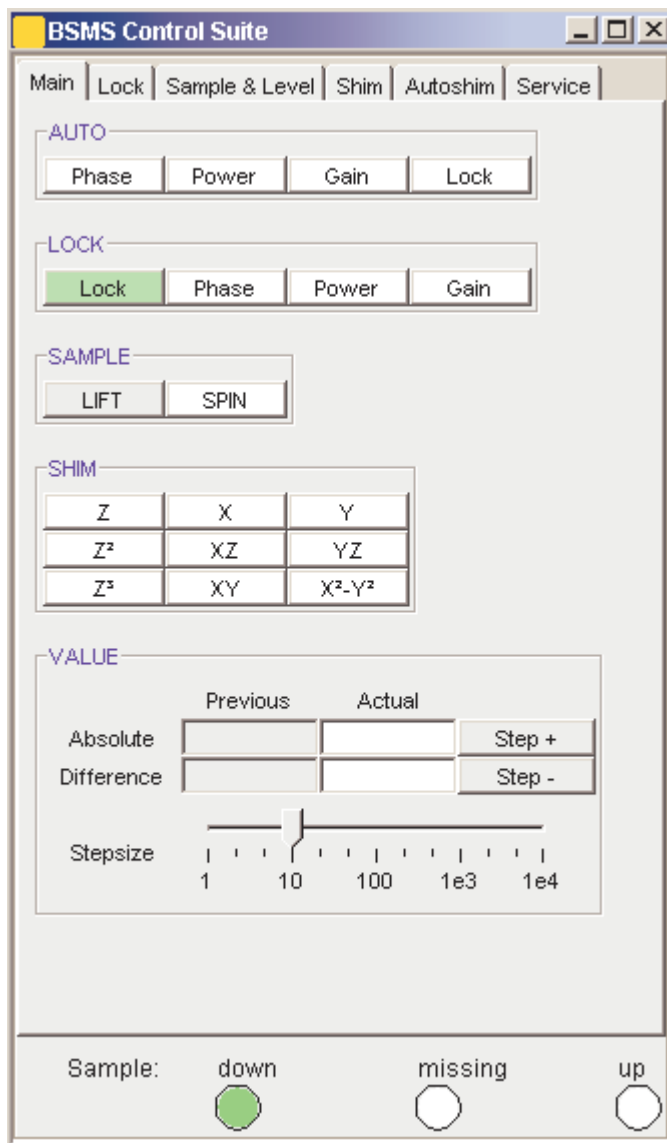 BSMS Control Suite
Main Lock Sample & Level Shim Autoshim Service
AUTO
Phase Power Gain Lock
LOCK
Lock Phase Power Gain
SAMPLE
LIFT SPIN
SHIM
Z X Y
Z² XZ YZ
Z³ XY X²-Y²
VALUE
Previous Actual
Absolute Step +
Difference Step -
Stepsize
1 10 100 1e3 1e4
Sample: down missing up